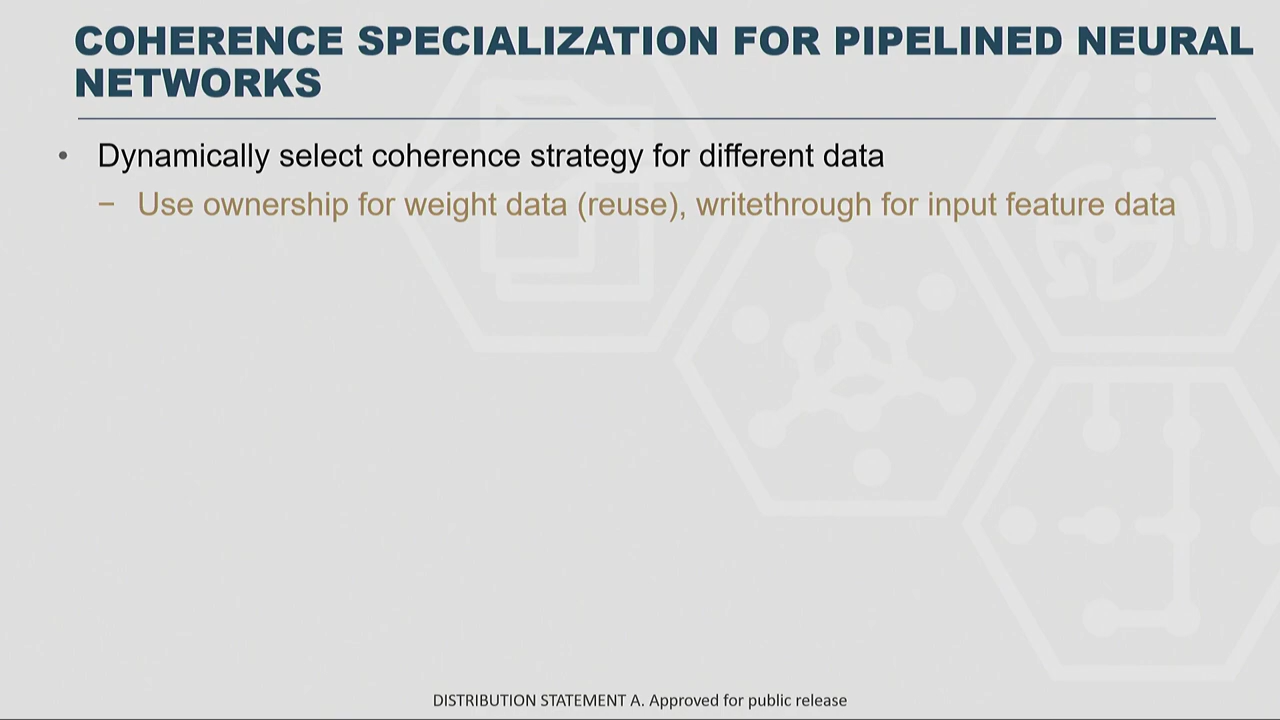 COHERENCE SPECIALIZATION FOR PIPELINED NEURAL
NETWORKS
• Dynamically select coherence strategy for different data
− Use ownership for weight data (reuse), writethrough for input feature data
DISTRIBUTION STATEMENT A. Approved for public release